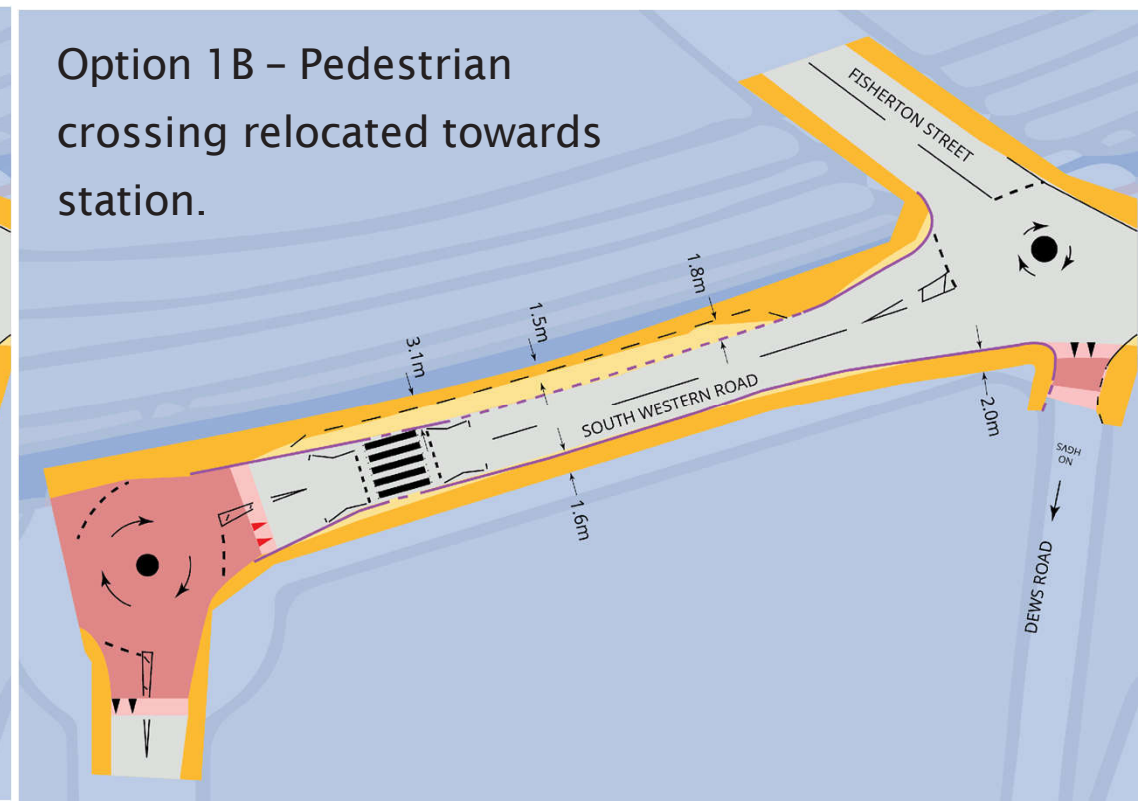 Option 1B – Pedestrian
crossing relocated towards
station.
FISHERTON STREET
1.8m
1.5m
3.1m
SOUTH WESTERN ROAD
2.0m
1.6m
NO
HGVS
DEWS ROAD